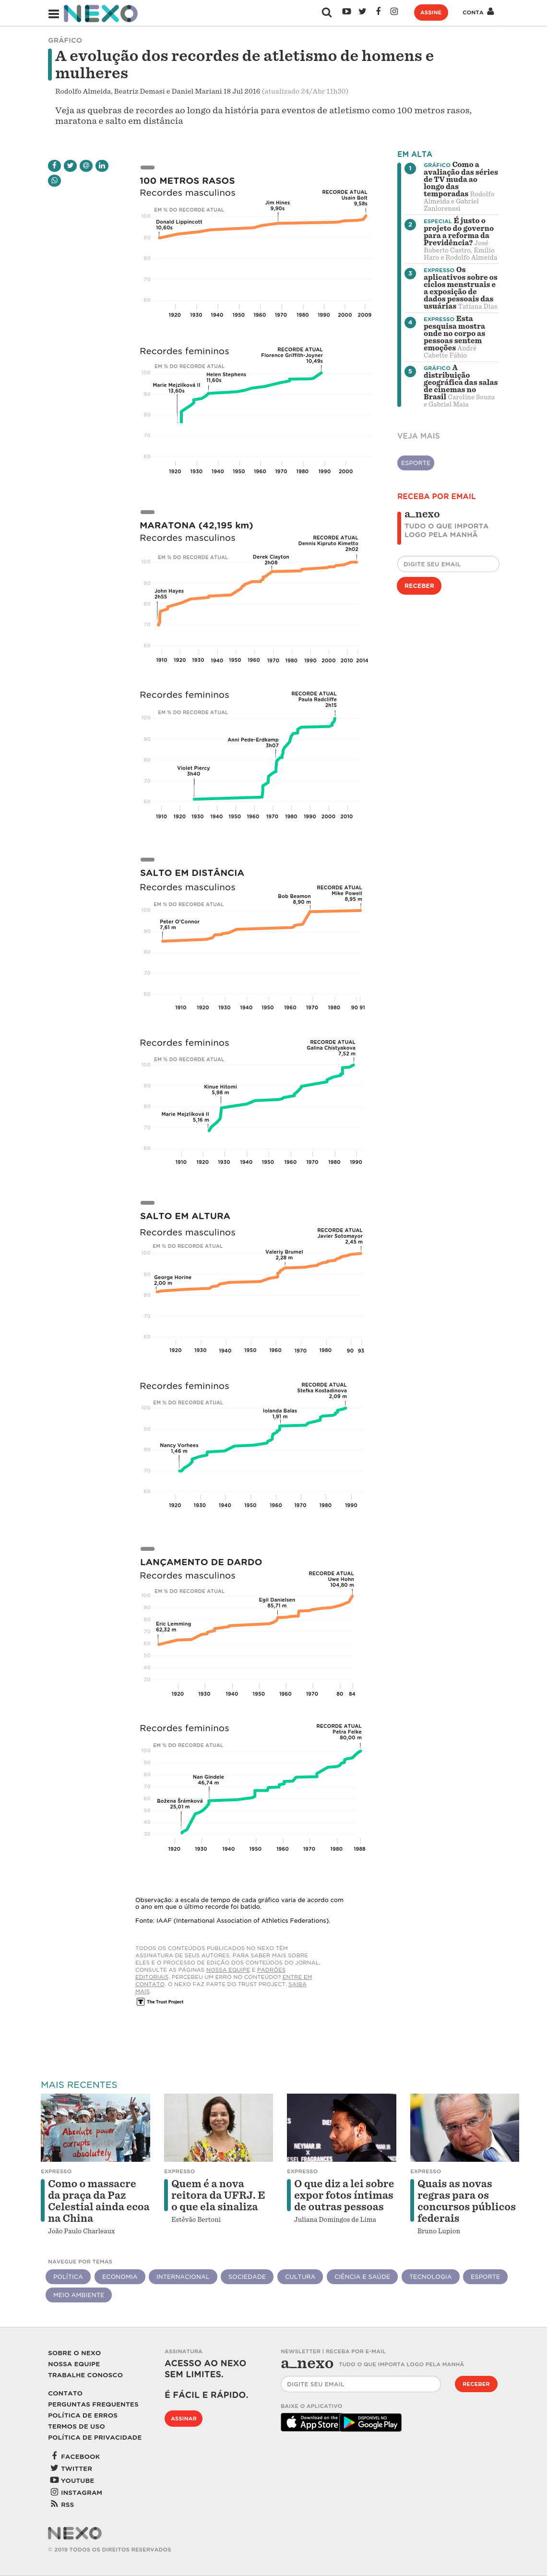 NEXO
ASSINE
CONTA
GRÁFICO
A evolução dos recordes de atletismo de homens e
mulheres
Rodolfo Almeida, Beatriz Demasi e Daniel Mariani 18 Jul 2016 (atualizado 24/Abr 11h30)
Veja as quebras de recordes ao longo da história para eventos de atletismo como 100 metros rasos,
maratona e salto em distância
100 METROS RASOS
Recordes masculinos
RECORDE ATUAL
Usain Bolt
9,58s
Jim Hines
9,90s
EM % DO RECORDE ATUAL
Donald Lippincott
10,60s
100
90
80
70
60
1920 1930 1940 1950 1960 1970 1980 1990 2000 2009
Recordes femininos
RECORDE ATUAL
Florence Griffith-Joyner
10,49s
EM % DO RECORDE ATUAL
Helen Stephens
11,60s
Marie Mejzlíková II
13,60s
100
90
80
70
60
1920 1930 1940 1950 1960 1970 1980 1990 2000
MARATONA (42,195 km)
Recordes masculinos
RECORDE ATUAL
Dennis Kipruto Kimetto
2h02
EM % DO RECORDE ATUAL
Derek Clayton
2h08
John Hayes
2h55
100
90
80
70
60
1910 1920 1930 1940 1950 1960 1970 1980 1990 2000 2010 2014
Recordes femininos
RECORDE ATUAL
Paula Radcliffe
2h15
EM % DO RECORDE ATUAL
Anni Pede-Erdkamp
3h07
Violet Piercy
3h40
100
90
80
70
60
1910 1920 1930 1940 1950 1960 1970 1980 1990 2000 2010
SALTO EM DISTÂNCIA
Recordes masculinos
RECORDE ATUAL
Mike Powell
8,95 m
Bob Beamon
8,90 m
EM % DO RECORDE ATUAL
Peter O'Connor
7,61 m
100
90
80
70
60
1910 1920 1930 1940 1950 1960 1970 1980 90 91
Recordes femininos
RECORDE ATUAL
Galina Chistyakova
7,52 m
EM % DO RECORDE ATUAL
Kinue Hitomi
5,98 m
Marie Mejzlíková II
5,16 m
100
90
80
70
60
1910 1920 1930 1940 1950 1960 1970 1980 1990
SALTO EM ALTURA
Recordes masculinos
RECORDE ATUAL
Javier Sotomayor
2,45 m
EM % DO RECORDE ATUAL
Valeriy Brumel
2,28 m
George Horine
2,00 m
100
90
80
70
60
1920 1930 1940 1950 1960 1970 1980 90 93
Recordes femininos
RECORDE ATUAL
Stefka Kostadinova
2,09 m
EM % DO RECORDE ATUAL
Iolanda Balas
1,91 m
Nancy Vorhees
1,46 m
100
90
80
70
60
1920 1930 1940 1950 1960 1970 1980 1990
LANÇAMENTO DE DARDO
Recordes masculinos
RECORDE ATUAL
Uwe Hohn
104,80 m
EM % DO RECORDE ATUAL
Egil Danielsen
85,71 m
Eric Lemming
62,32 m
100
90
80
70
60
50
40
30
1920 1930 1940 1950 1960 1970 80 84
Recordes femininos
RECORDE ATUAL
Petra Felke
80,00 m
EM % DO RECORDE ATUAL
Nan Gindele
46,74 m
Božena Šrámková
25,01 m
100
90
80
70
60
50
40
30
1920 1930 1940 1950 1960 1970 1980 1988
Observação: a escala de tempo de cada gráfico varia de acordo com
o ano em que o último recorde foi batido.
Fonte: IAAF (International Association of Athletics Federations).
TODOS OS CONTEÚDOS PUBLICADOS NO NEXO TÊM
ASSINATURA DE SEUS AUTORES. PARA SABER MAIS SOBRE
ELES E O PROCESSO DE EDIÇÃO DOS CONTEÚDOS DO JORNAL,
CONSULTE AS PÁGINAS NOSSA EQUIPE E PADRÕES
EDITORIAIS. PERCEBEU UM ERRO NO CONTEÚDO? ENTRE EM
CONTATO. O NEXO FAZ PARTE DO TRUST PROJECT. SAIBA
MAIS.
The Trust Project
EM ALTA
1
GRÁFICO Como a
avaliação das séries
de TV muda ao
longo das
temporadas Rodolfo
Almeida e Gabriel
Zanlorenssi
2
ESPECIAL É justo o
projeto do governo
para a reforma da
Previdência? José
Roberto Castro, Emilio
Haro e Rodolfo Almeida
3
EXPRESSO Os
aplicativos sobre os
ciclos menstruais e
a exposição de
dados pessoais das
usuárias Tatiana Dias
4
EXPRESSO Esta
pesquisa mostra
onde no corpo as
pessoas sentem
emoções André
Cabette Fábio
5
GRÁFICO A
distribuição
geográfica das salas
de cinemas no
Brasil Caroline Souza
e Gabriel Maia
VEJA MAIS
ESPORTE
RECEBA POR EMAIL
a_nexo
TUDO O QUE IMPORTA
LOGO PELA MANHÃ
DIGITE SEU EMAIL
RECEBER
MAIS RECENTES
Absolute power
corrupts
absolutely
NEYMAR JR
DIESEL FRAGRANCES
EXPRESSO
Como o massacre
da praça da Paz
Celestial ainda ecoa
na China
João Paulo Charleaux
EXPRESSO
Quem é a nova
reitora da UFRJ. E
o que ela sinaliza
Estêvão Bertoni
EXPRESSO
O que diz a lei sobre
expor fotos íntimas
de outras pessoas
Juliana Domingos de Lima
EXPRESSO
Quais as novas
regras para os
concursos públicos
federais
Bruno Lupion
NAVEGUE POR TEMAS
POLÍTICA
ECONOMIA
INTERNACIONAL
SOCIEDADE
CULTURA
CIÊNCIA E SAÚDE
TECNOLOGIA
ESPORTE
MEIO AMBIENTE
SOBRE O NEXO
NOSSA EQUIPE
TRABALHE CONOSCO
CONTATO
PERGUNTAS FREQUENTES
POLÍTICA DE ERROS
TERMOS DE USO
POLÍTICA DE PRIVACIDADE
FACEBOOK
TWITTER
YOUTUBE
INSTAGRAM
RSS
ASSINATURA
ACESSO AO NEXO
SEM LIMITES.
É FÁCIL E RÁPIDO.
ASSINAR
NEWSLETTER | RECEBA POR E-MAIL
a_nexo TUDO O QUE IMPORTA LOGO PELA MANHÃ
DIGITE SEU EMAIL
RECEBER
BAIXE O APLICATIVO
App Store
DISPONÍVEL NO
Google Play
NEXO
© 2019 TODOS OS DIREITOS RESERVADOS